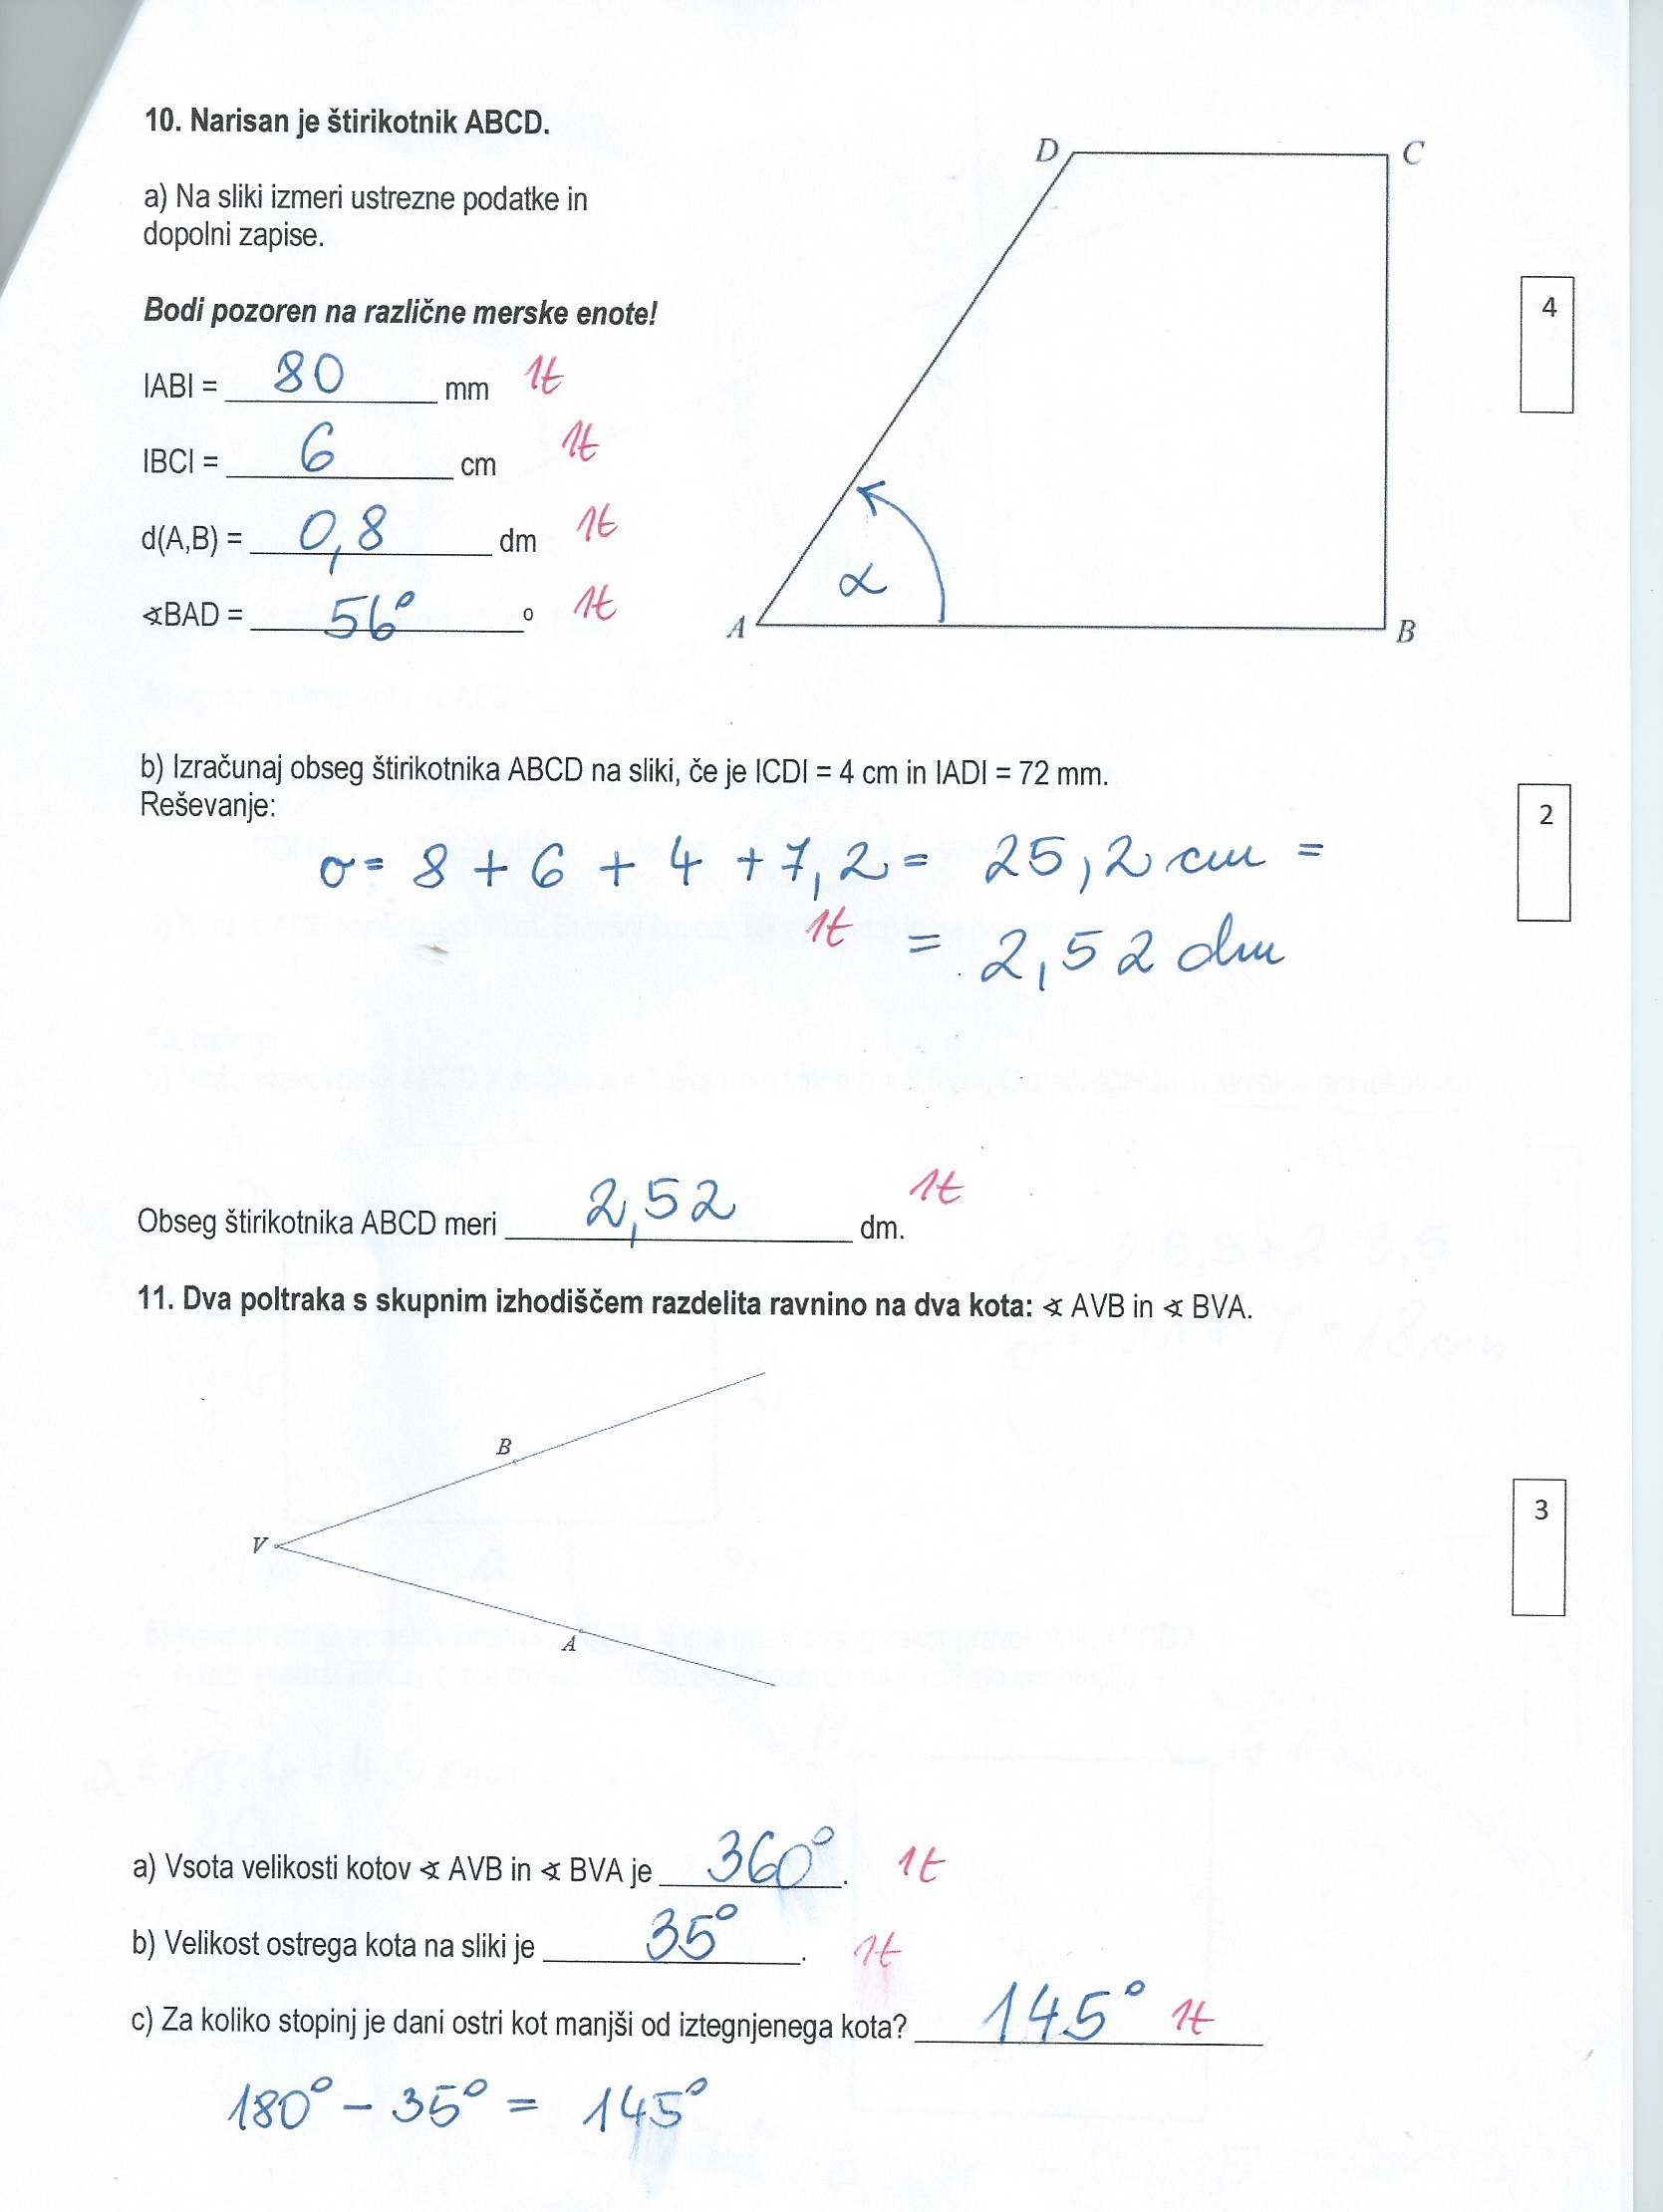 10. Narisan je štirikotnik ABCD.
D
C
a) Na sliki izmeri ustrezne podatke in
dopolni zapise.
Bodi pozoren na različne merske enote!
4
IABI = 80 mm 1t
IBCI = 6 cm 1t
d(A,B) = 0,8 dm 1t
α
∢BAD = 56° ° 1t
A
B
b) Izračunaj obseg štirikotnika ABCD na sliki, če je ICDI = 4 cm in IADI = 72 mm.
Reševanje:
2
o = 8 + 6 + 4 + 7,2 = 25,2 cm =
1t = 2,52 dm
Obseg štirikotnika ABCD meri 2,52 dm. 1t
11. Dva poltraka s skupnim izhodiščem razdelita ravnino na dva kota: ∢ AVB in ∢ BVA.
B
V
A
3
a) Vsota velikosti kotov ∢ AVB in ∢ BVA je 360°. 1t
b) Velikost ostrega kota na sliki je 35°. 1t
c) Za koliko stopinj je dani ostri kot manjši od iztegnjenega kota? 145° 1t
180° - 35° = 145°